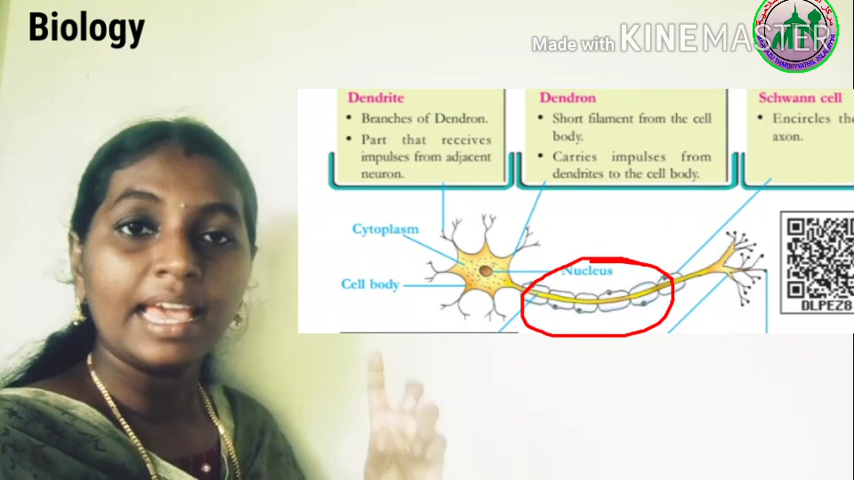 Biology
Made with KINEMASTER
Dendrite
• Branches of Dendron.
• Part that receives
impulses from adjacent
neuron.
Dendron
• Short filament from the cell
body.
• Carries impulses from
dendrites to the cell body.
Schwann cell
• Encircles the
axon.
Cytoplasm
Cell body
Nucleus
DLPEZ8